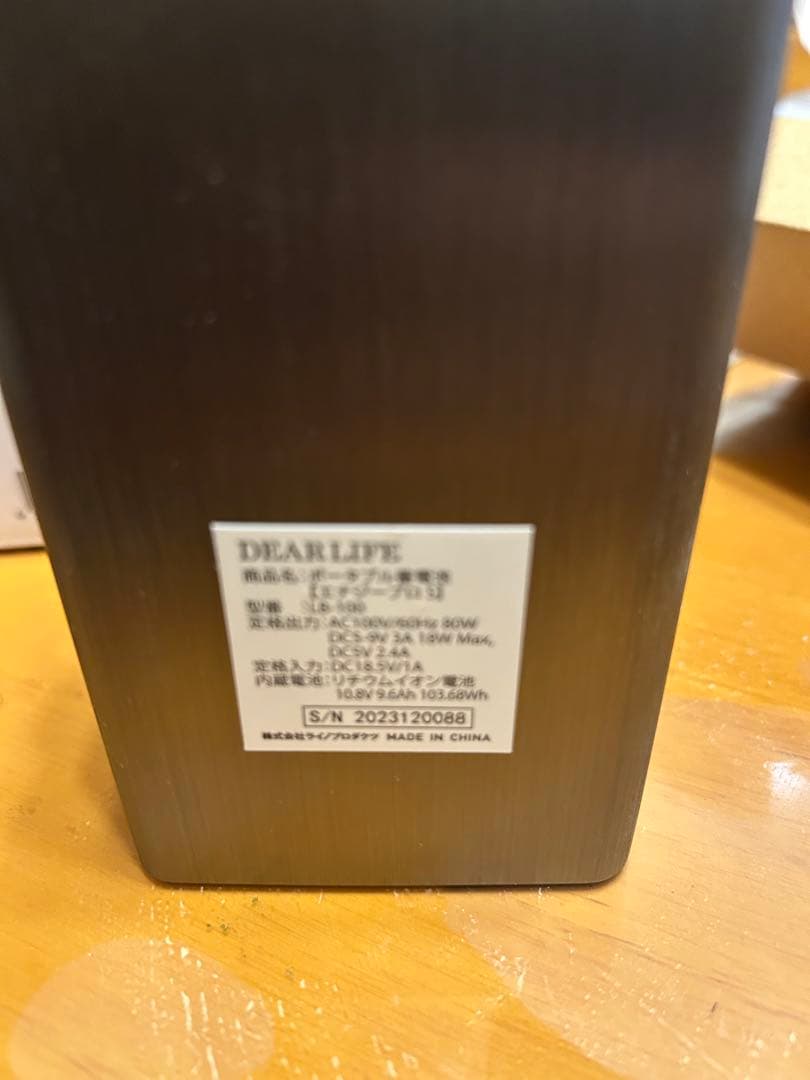 DEAR LIFE
商品名：ポータブル蓄電池
【エナジープロ S】
型番　：LB-100
定格出力：AC100V/60Hz 80W
DC5-9V 3A 18W Max,
DC5V 2.4A
定格入力：DC18.5V/1A
内蔵電池：リチウムイオン電池
10.8V 9.6Ah 103.68Wh
S/N 2023120088
株式会社ライノプロダクツ MADE IN CHINA